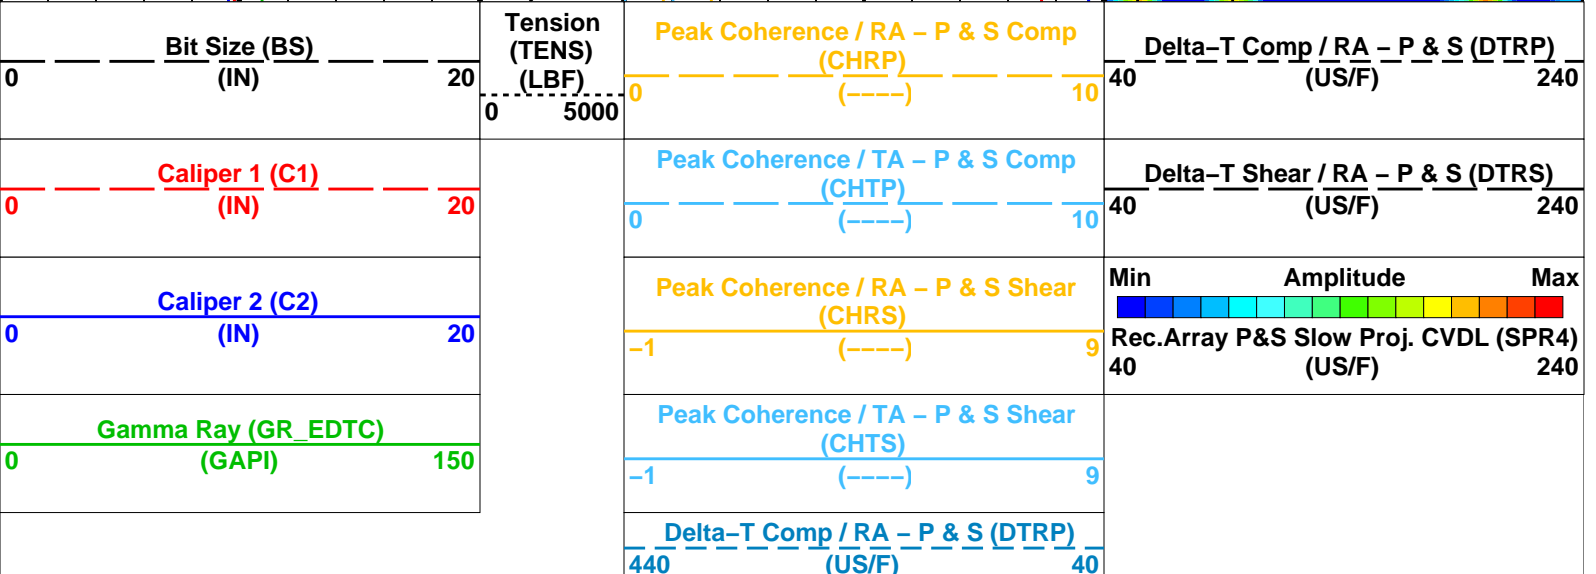 Bit Size (BS)
0 (IN) 20
Tension
(TENS)
(LBF)
0 5000
Peak Coherence / RA – P & S Comp
(CHRP)
0 (––––) 10
Delta–T Comp / RA – P & S (DTRP)
40 (US/F) 240
Caliper 1 (C1)
0 (IN) 20
Peak Coherence / TA – P & S Comp
(CHTP)
0 (––––) 10
Delta–T Shear / RA – P & S (DTRS)
40 (US/F) 240
Caliper 2 (C2)
0 (IN) 20
Peak Coherence / RA – P & S Shear
(CHRS)
–1 (––––) 9
Min Amplitude Max
Rec.Array P&S Slow Proj. CVDL (SPR4)
40 (US/F) 240
Gamma Ray (GR_EDTC)
0 (GAPI) 150
Peak Coherence / TA – P & S Shear
(CHTS)
–1 (––––) 9
Delta–T Comp / RA – P & S (DTRP)
440 (US/F) 40